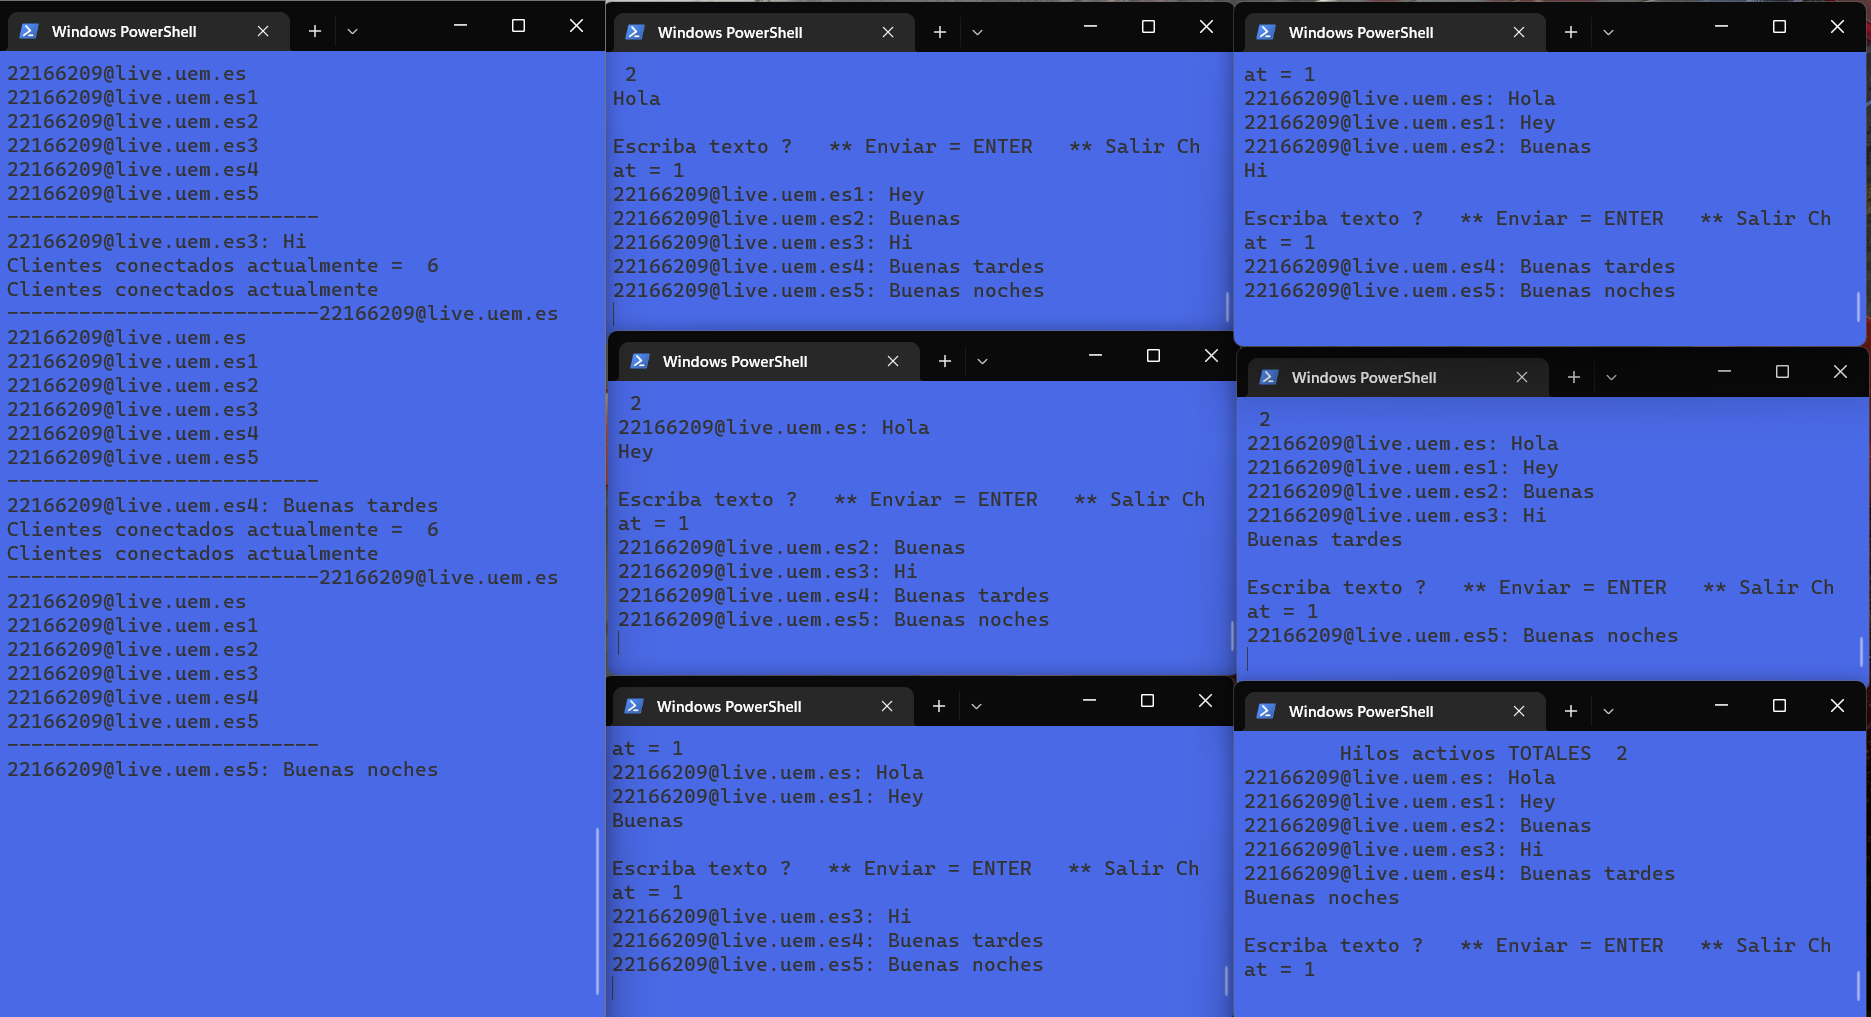 Windows PowerShell
22166209@live.uem.es
22166209@live.uem.es1
22166209@live.uem.es2
22166209@live.uem.es3
22166209@live.uem.es4
22166209@live.uem.es5
--------------------------
22166209@live.uem.es3: Hi
Clientes conectados actualmente =  6
Clientes conectados actualmente
--------------------------22166209@live.uem.es
22166209@live.uem.es
22166209@live.uem.es1
22166209@live.uem.es2
22166209@live.uem.es3
22166209@live.uem.es4
22166209@live.uem.es5
--------------------------
22166209@live.uem.es4: Buenas tardes
Clientes conectados actualmente =  6
Clientes conectados actualmente
--------------------------22166209@live.uem.es
22166209@live.uem.es
22166209@live.uem.es1
22166209@live.uem.es2
22166209@live.uem.es3
22166209@live.uem.es4
22166209@live.uem.es5
--------------------------
22166209@live.uem.es5: Buenas noches
Windows PowerShell
2
Hola
Escriba texto ?   ** Enviar = ENTER   ** Salir Ch
at = 1
22166209@live.uem.es1: Hey
22166209@live.uem.es2: Buenas
22166209@live.uem.es3: Hi
22166209@live.uem.es4: Buenas tardes
22166209@live.uem.es5: Buenas noches
Windows PowerShell
2
22166209@live.uem.es: Hola
Hey
Escriba texto ?   ** Enviar = ENTER   ** Salir Ch
at = 1
22166209@live.uem.es2: Buenas
22166209@live.uem.es3: Hi
22166209@live.uem.es4: Buenas tardes
22166209@live.uem.es5: Buenas noches
Windows PowerShell
at = 1
22166209@live.uem.es: Hola
22166209@live.uem.es1: Hey
Buenas
Escriba texto ?   ** Enviar = ENTER   ** Salir Ch
at = 1
22166209@live.uem.es3: Hi
22166209@live.uem.es4: Buenas tardes
22166209@live.uem.es5: Buenas noches
Windows PowerShell
at = 1
22166209@live.uem.es: Hola
22166209@live.uem.es1: Hey
22166209@live.uem.es2: Buenas
Hi
Escriba texto ?   ** Enviar = ENTER   ** Salir Ch
at = 1
22166209@live.uem.es4: Buenas tardes
22166209@live.uem.es5: Buenas noches
Windows PowerShell
2
22166209@live.uem.es: Hola
22166209@live.uem.es1: Hey
22166209@live.uem.es2: Buenas
22166209@live.uem.es3: Hi
Buenas tardes
Escriba texto ?   ** Enviar = ENTER   ** Salir Ch
at = 1
22166209@live.uem.es5: Buenas noches
Windows PowerShell
Hilos activos TOTALES  2
22166209@live.uem.es: Hola
22166209@live.uem.es1: Hey
22166209@live.uem.es2: Buenas
22166209@live.uem.es3: Hi
22166209@live.uem.es4: Buenas tardes
Buenas noches
Escriba texto ?   ** Enviar = ENTER   ** Salir Ch
at = 1